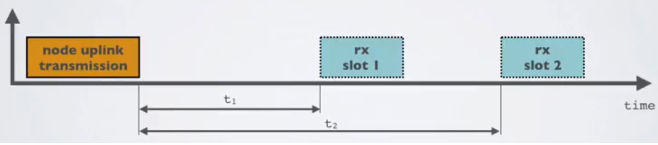 node uplink
transmission
rx
slot 1
rx
slot 2
time
t₁
t₂